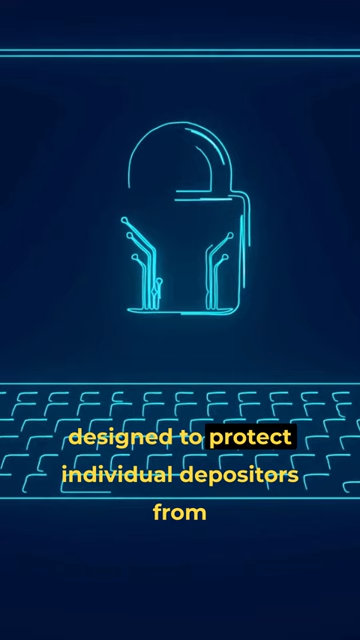 designed to protect
individual depositors
from